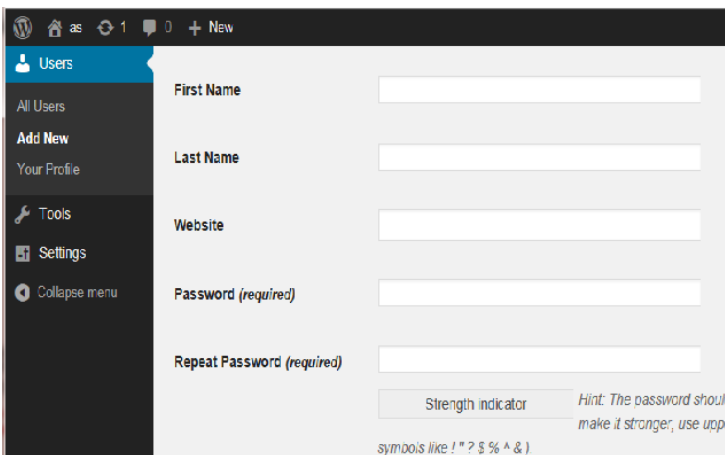 as 1 0 + New
Users
All Users
Add New
Your Profile
Tools
Settings
Collapse menu
First Name
Last Name
Website
Password (required)
Repeat Password (required)
Strength indicator
Hint: The password shoul
make it stronger, use upp
symbols like ! " ? $ % ^ & )